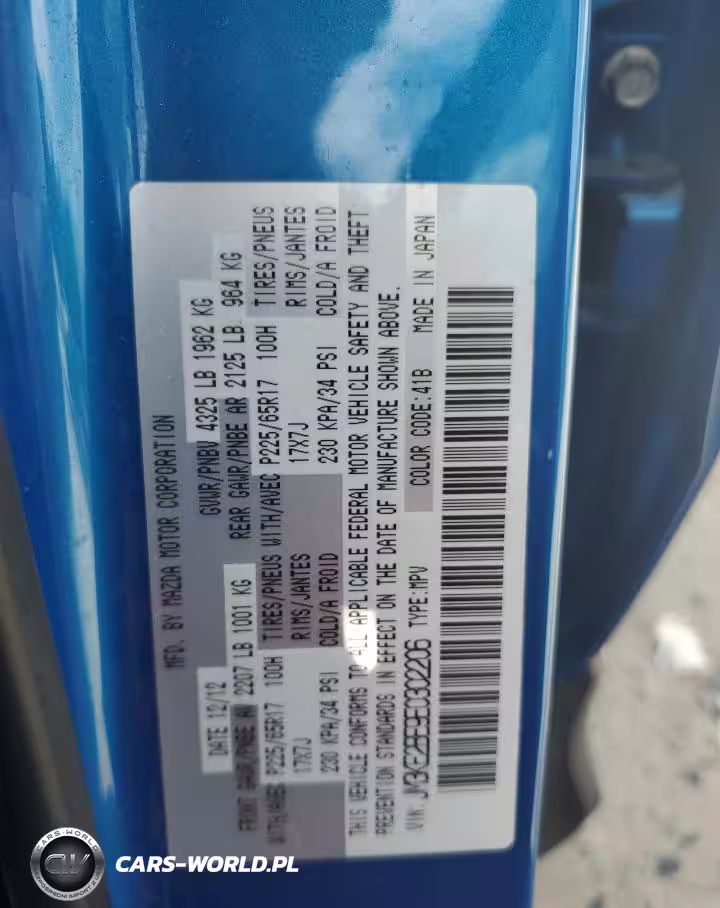 MFD. BY MAZDA MOTOR CORPORATION
DATE 12/12 GVWR/PNBV 4325 LB 1962 KG
FRONT GAWR/PNBE AV 2207 LB 1001 KG REAR GAWR/PNBE AR 2125 LB 964 KG
WITH/AVEC P225/65R17 100H TIRES/PNEUS WITH/AVEC P225/65R17 100H TIRES/PNEUS
17X7J RIMS/JANTES 17X7J RIMS/JANTES
230 KPA/34 PSI COLD/A FROID 230 KPA/34 PSI COLD/A FROID
THIS VEHICLE CONFORMS TO ALL APPLICABLE FEDERAL MOTOR VEHICLE SAFETY AND THEFT
PREVENTION STANDARDS IN EFFECT ON THE DATE OF MANUFACTURE SHOWN ABOVE.
VIN: TYPE:MPV COLOR CODE:41B MADE IN JAPAN
CARS-WORLD
CW
CARS-WORLD.PL